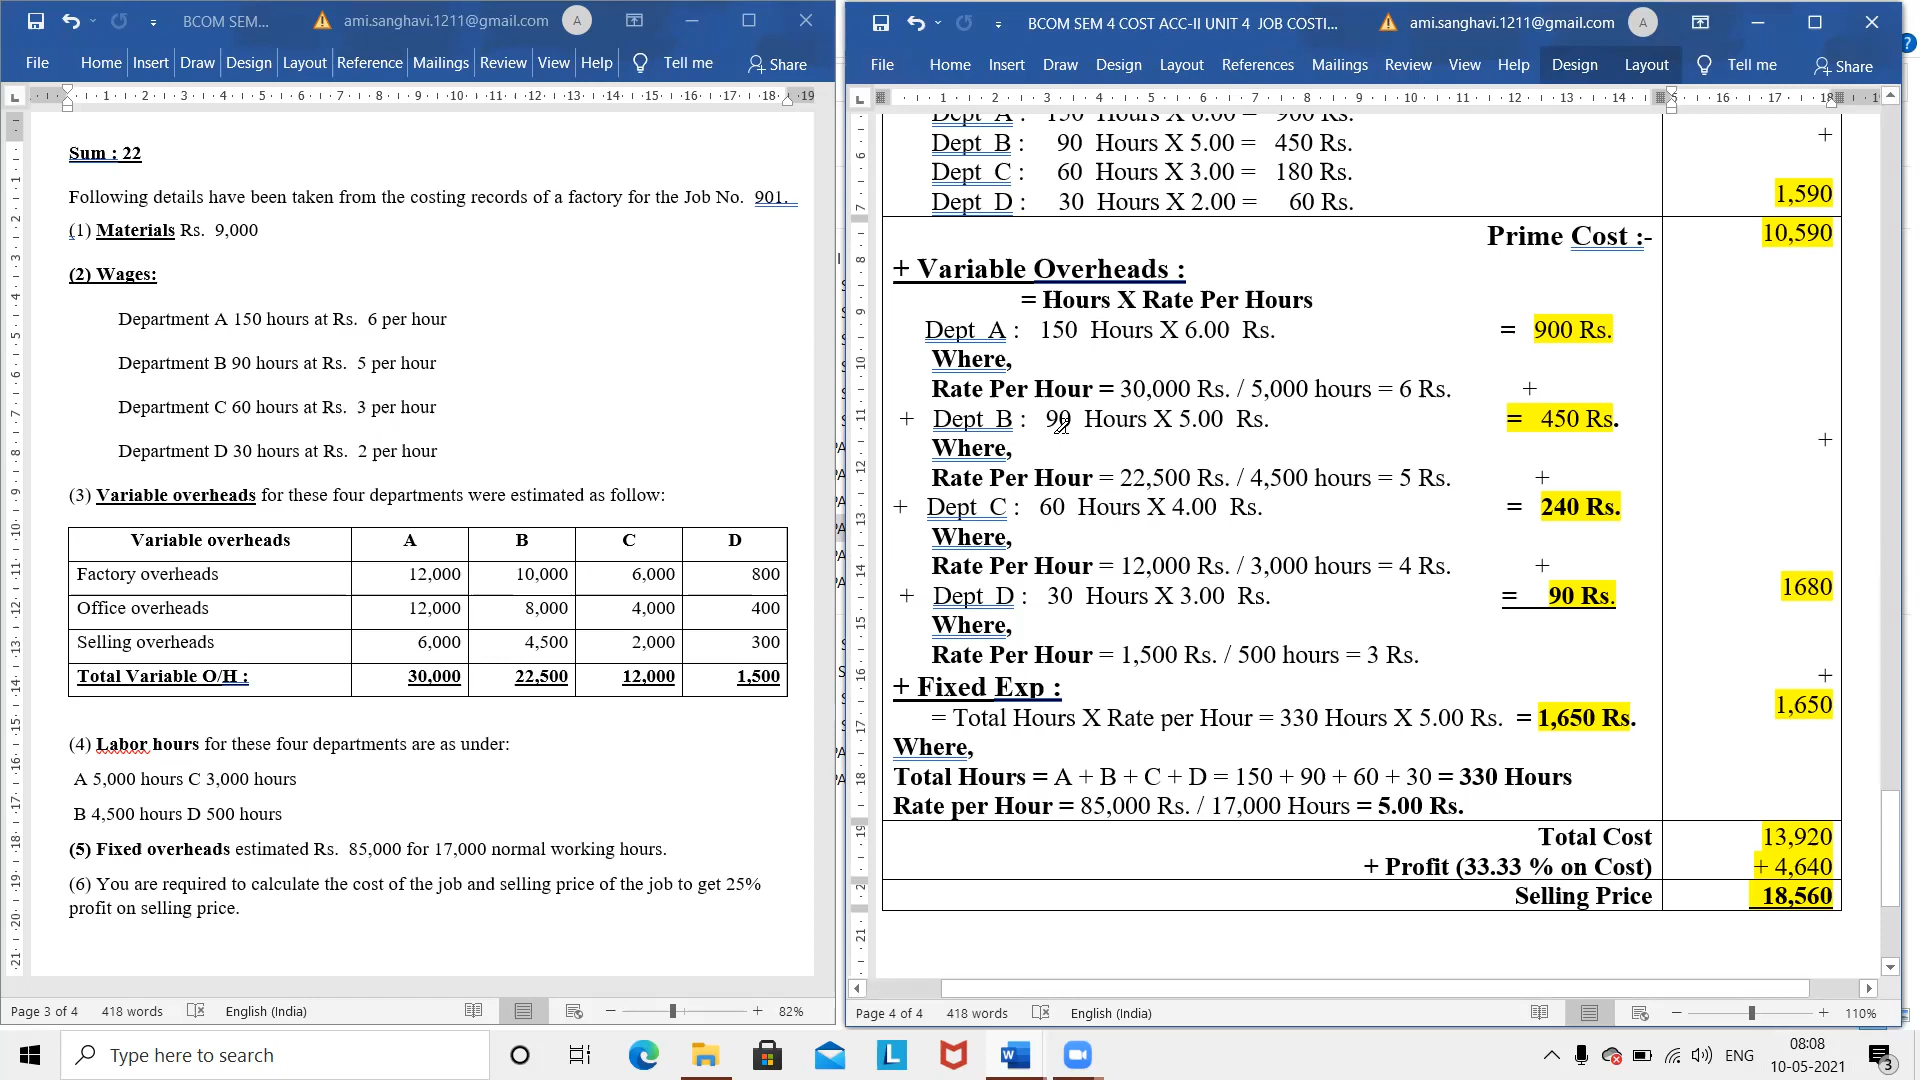 BCOM SEM...
ami.sanghavi.1211@gmail.com
A
File Home Insert Draw Design Layout Reference Mailings Review View Help Tell me Share
Sum : 22
Following details have been taken from the costing records of a factory for the Job No. 901.
(1) Materials Rs. 9,000
(2) Wages:
Department A 150 hours at Rs. 6 per hour
Department B 90 hours at Rs. 5 per hour
Department C 60 hours at Rs. 3 per hour
Department D 30 hours at Rs. 2 per hour
(3) Variable overheads for these four departments were estimated as follow:
Variable overheads A B C D
Factory overheads 12,000 10,000 6,000 800
Office overheads 12,000 8,000 4,000 400
Selling overheads 6,000 4,500 2,000 300
Total Variable O/H : 30,000 22,500 12,000 1,500
(4) Labor hours for these four departments are as under:
A 5,000 hours C 3,000 hours
B 4,500 hours D 500 hours
(5) Fixed overheads estimated Rs. 85,000 for 17,000 normal working hours.
(6) You are required to calculate the cost of the job and selling price of the job to get 25%
profit on selling price.
Page 3 of 4 418 words English (India) 82%
BCOM SEM 4 COST ACC-II UNIT 4 JOB COSTI...
ami.sanghavi.1211@gmail.com
A
File Home Insert Draw Design Layout References Mailings Review View Help Design Layout Tell me Share
Dept A : 150 Hours X 6.00 = 900 Rs.
Dept B : 90 Hours X 5.00 = 450 Rs. +
Dept C : 60 Hours X 3.00 = 180 Rs.
Dept D : 30 Hours X 2.00 = 60 Rs. 1,590
Prime Cost :- 10,590
+ Variable Overheads :
= Hours X Rate Per Hours
Dept A : 150 Hours X 6.00 Rs. = 900 Rs.
Where,
Rate Per Hour = 30,000 Rs. / 5,000 hours = 6 Rs. +
+ Dept B : 90 Hours X 5.00 Rs. = 450 Rs.
Where, +
Rate Per Hour = 22,500 Rs. / 4,500 hours = 5 Rs. +
+ Dept C : 60 Hours X 4.00 Rs. = 240 Rs.
Where,
Rate Per Hour = 12,000 Rs. / 3,000 hours = 4 Rs. +
+ Dept D : 30 Hours X 3.00 Rs. = 90 Rs. 1680
Where,
Rate Per Hour = 1,500 Rs. / 500 hours = 3 Rs.
+ Fixed Exp : +
= Total Hours X Rate per Hour = 330 Hours X 5.00 Rs. = 1,650 Rs. 1,650
Where,
Total Hours = A + B + C + D = 150 + 90 + 60 + 30 = 330 Hours
Rate per Hour = 85,000 Rs. / 17,000 Hours = 5.00 Rs.
Total Cost 13,920
+ Profit (33.33 % on Cost) + 4,640
Selling Price 18,560
Page 4 of 4 418 words English (India) 110%
Type here to search
ENG
08:08
10-05-2021
3